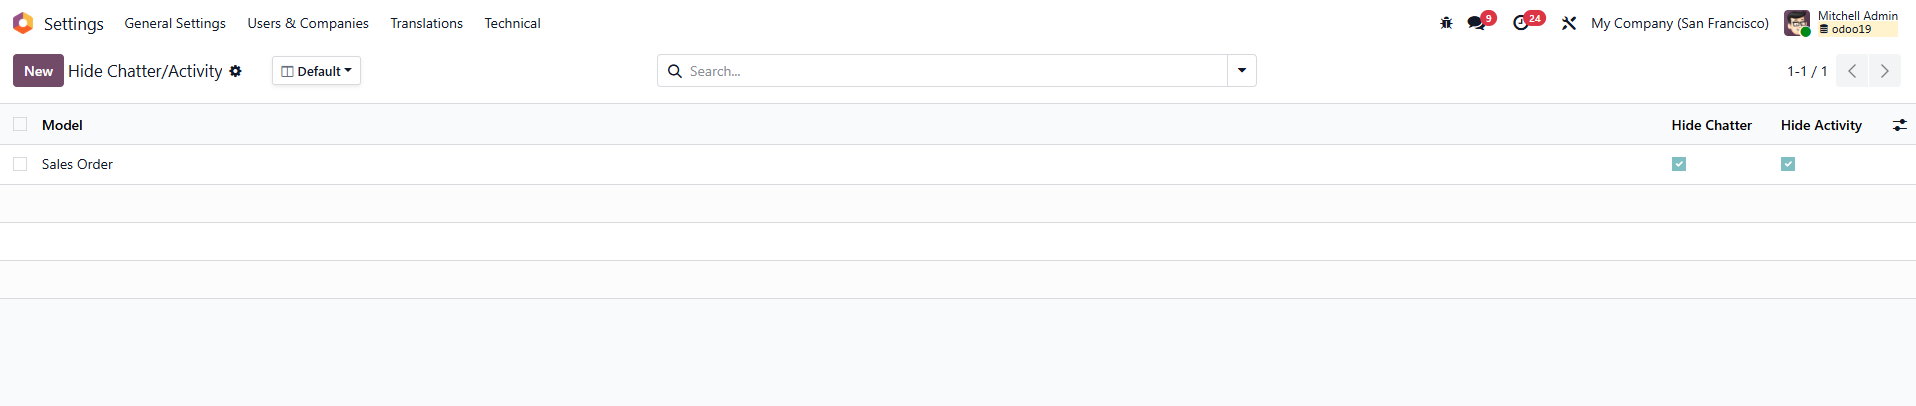 Settings General Settings Users & Companies Translations Technical 9 24 My Company (San Francisco) Mitchell Admin
odoo19
New Hide Chatter/Activity Default Search... 1-1 / 1
Model Hide Chatter Hide Activity
Sales Order